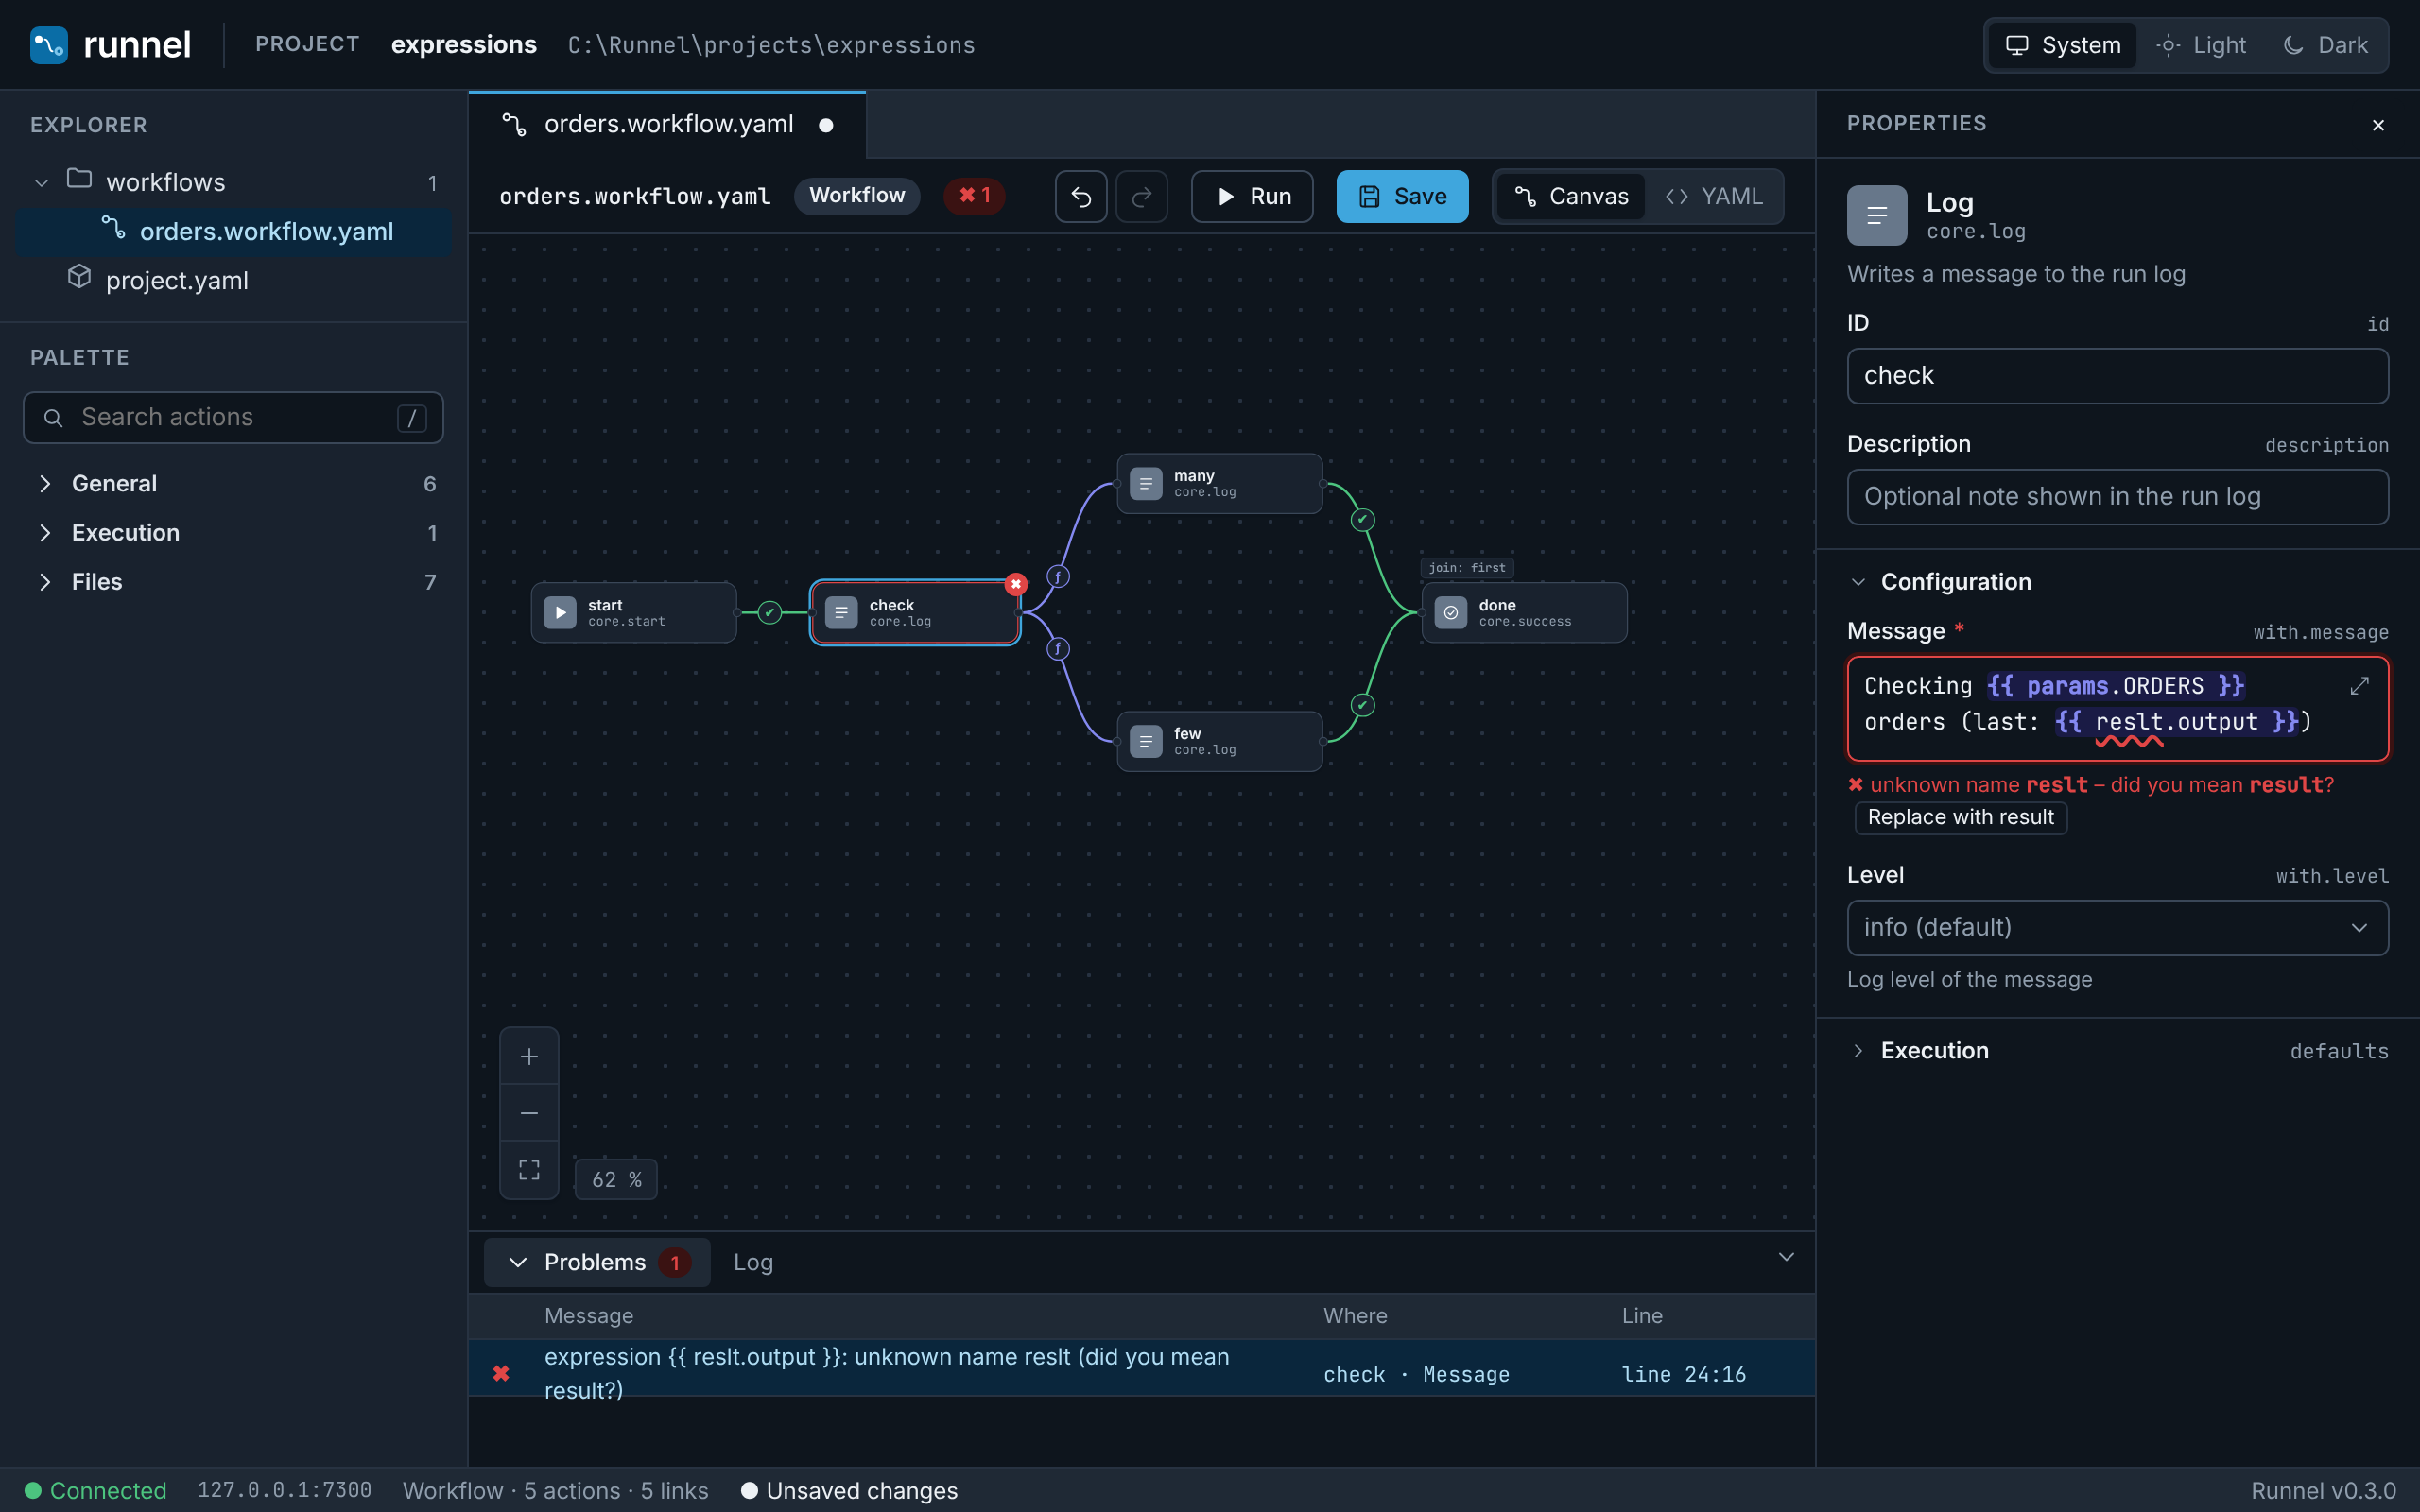 runnel PROJECT expressions C:\Runnel\projects\expressions System Light Dark
EXPLORER
workflows 1
orders.workflow.yaml
project.yaml
PALETTE
Search actions /
General 6
Execution 1
Files 7
orders.workflow.yaml
orders.workflow.yaml Workflow ✖ 1 Run Save Canvas YAML
start
core.start
✔
check
core.log
✖
ƒ
ƒ
many
core.log
few
core.log
✔
✔
join: first
done
core.success
+
−
62 %
Problems 1 Log
Message Where Line
✖ expression {{ reslt.output }}: unknown name reslt (did you mean
result?)
check · Message line 24:16
PROPERTIES ×
Log
core.log
Writes a message to the run log
ID id
check
Description description
Optional note shown in the run log
Configuration
Message * with.message
Checking {{ params.ORDERS }}
orders (last: {{ reslt.output }})
✖ unknown name reslt – did you mean result?
Replace with result
Level with.level
info (default)
Log level of the message
Execution defaults
Connected 127.0.0.1:7300 Workflow · 5 actions · 5 links Unsaved changes Runnel v0.3.0